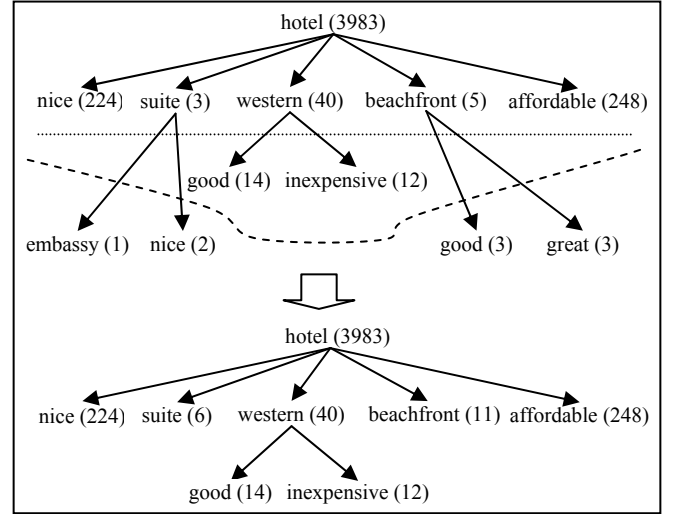 hotel (3983)
nice (224) suite (3) western (40) beachfront (5) affordable (248)
good (14) inexpensive (12)
embassy (1) nice (2) good (3) great (3)
hotel (3983)
nice (224) suite (6) western (40) beachfront (11) affordable (248)
good (14) inexpensive (12)